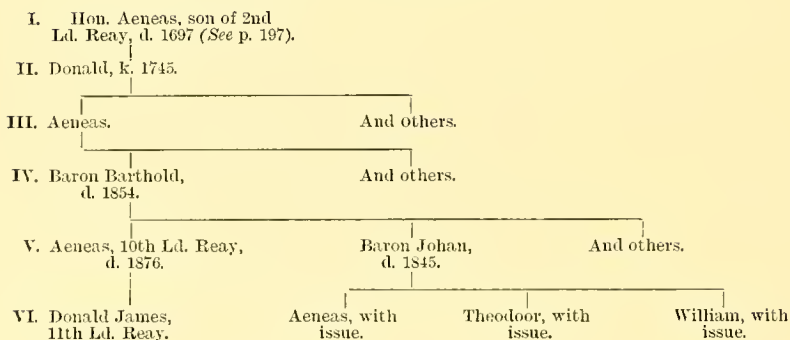 I. Hon. Aeneas, son of 2nd
Ld. Reay, d. 1697 (See p. 197).
II. Donald, k. 1745.
III. Aeneas. And others.
IV. Baron Barthold, And others.
d. 1854.
V. Aeneas, 10th Ld. Reay, Baron Johan, And others.
d. 1876. d. 1845.
VI. Donald James, Aeneas, with Theodoor, with William, with
11th Ld. Reay. issue. issue. issue.